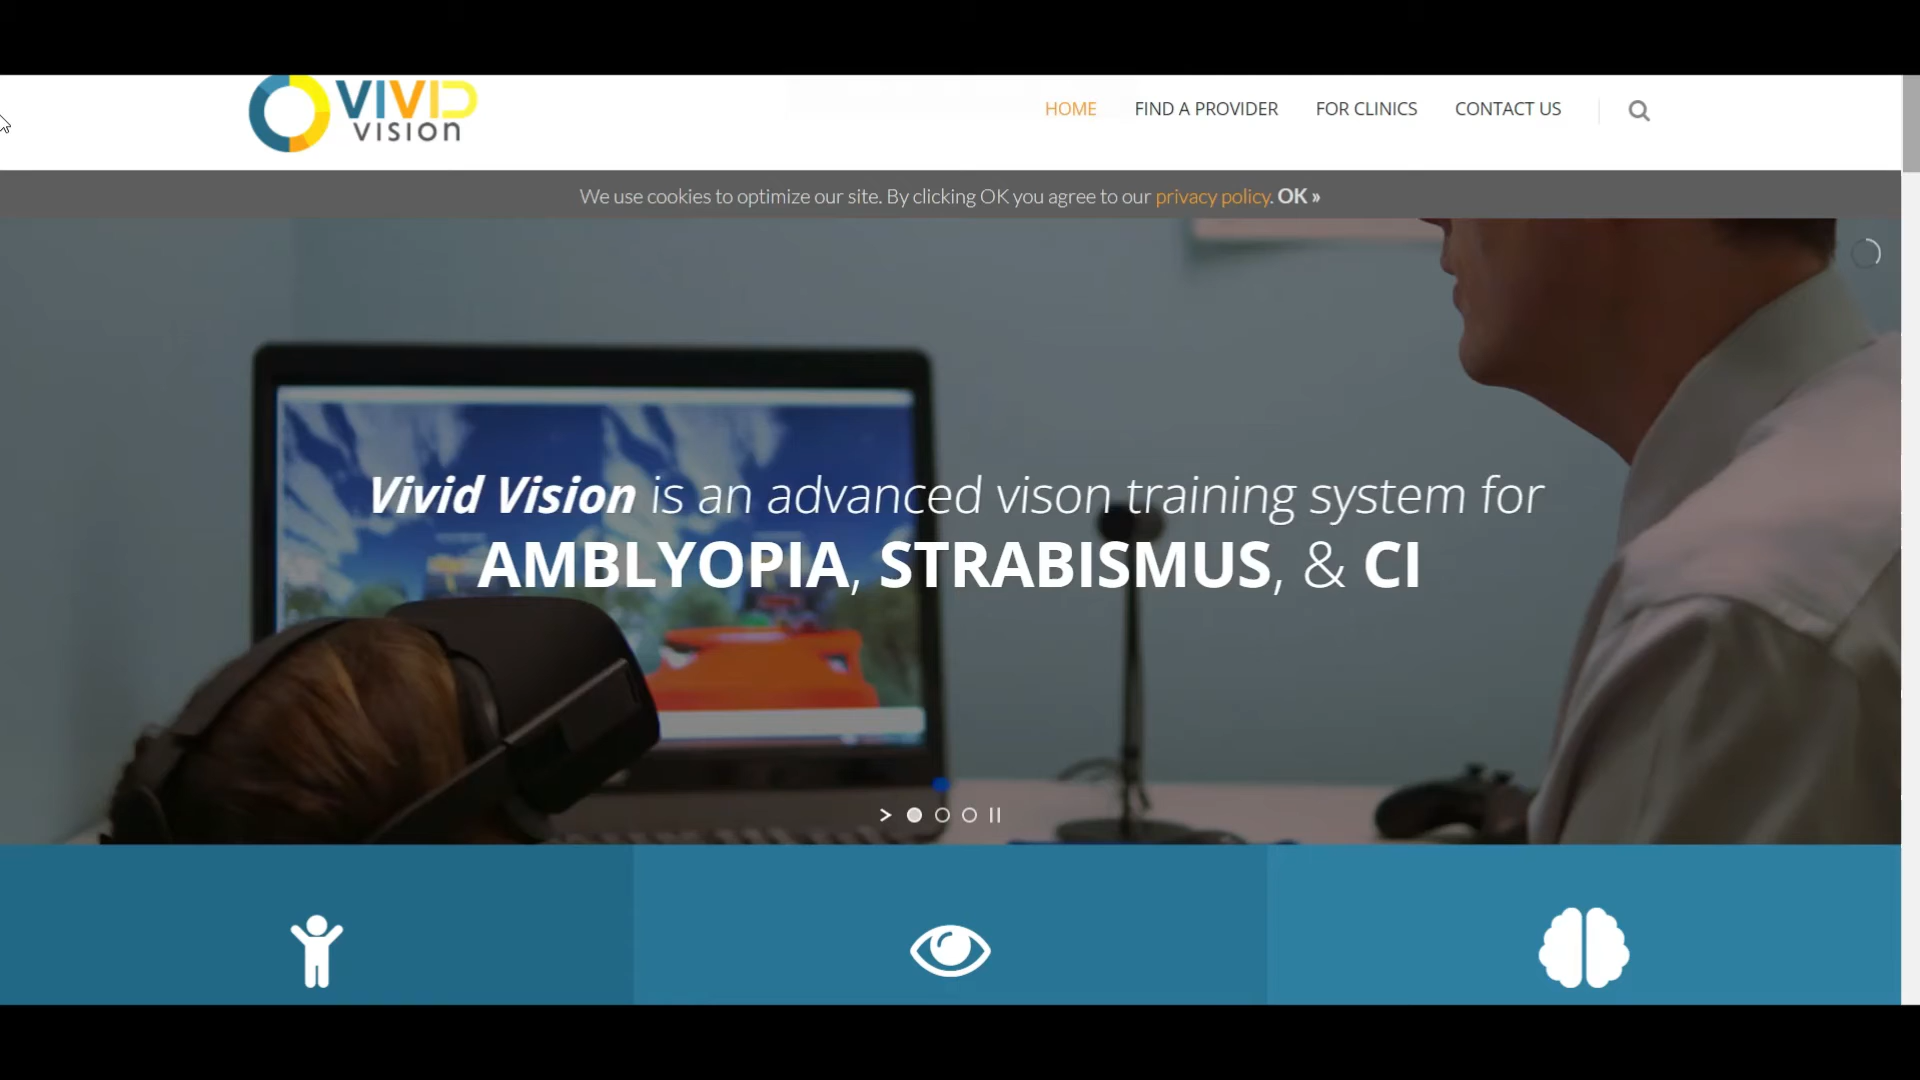 VIVID
vision
HOME FIND A PROVIDER FOR CLINICS CONTACT US
We use cookies to optimize our site. By clicking OK you agree to our privacy policy. OK »
Vivid Vision is an advanced vison training system for
AMBLYOPIA, STRABISMUS, & CI